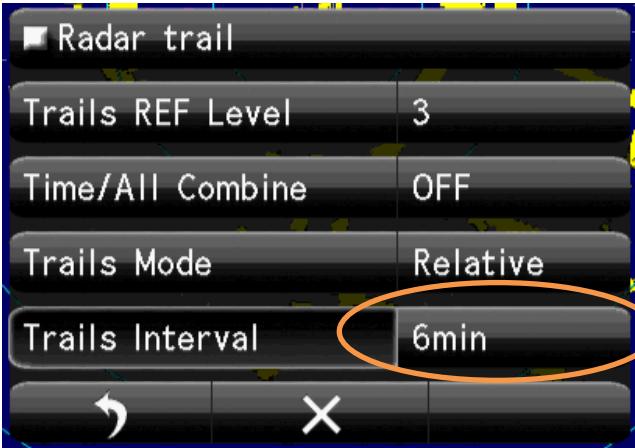 Radar trail
Trails REF Level 3
Time/All Combine OFF
Trails Mode Relative
Trails Interval 6min